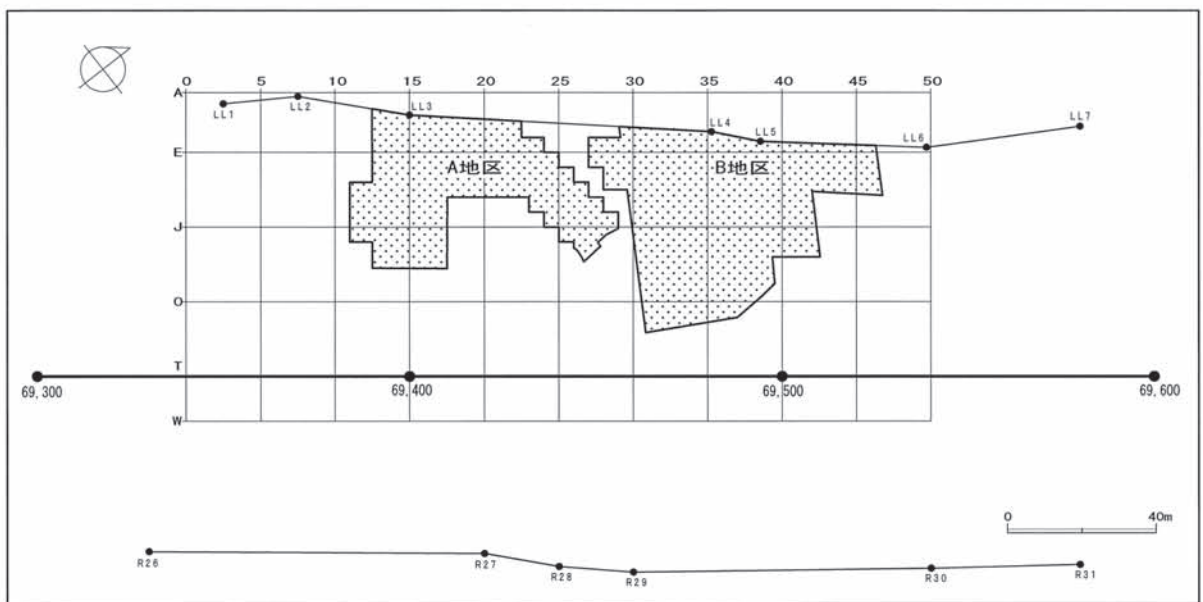 0 5 10 15 20 25 30 35 40 45 50
A
LL1
LL2
LL3
LL4
LL5
LL6
LL7
E
A地区
B地区
J
O
T
69,300
69,400
69,500
69,600
W
0 40m
R26
R27
R28
R29
R30
R31